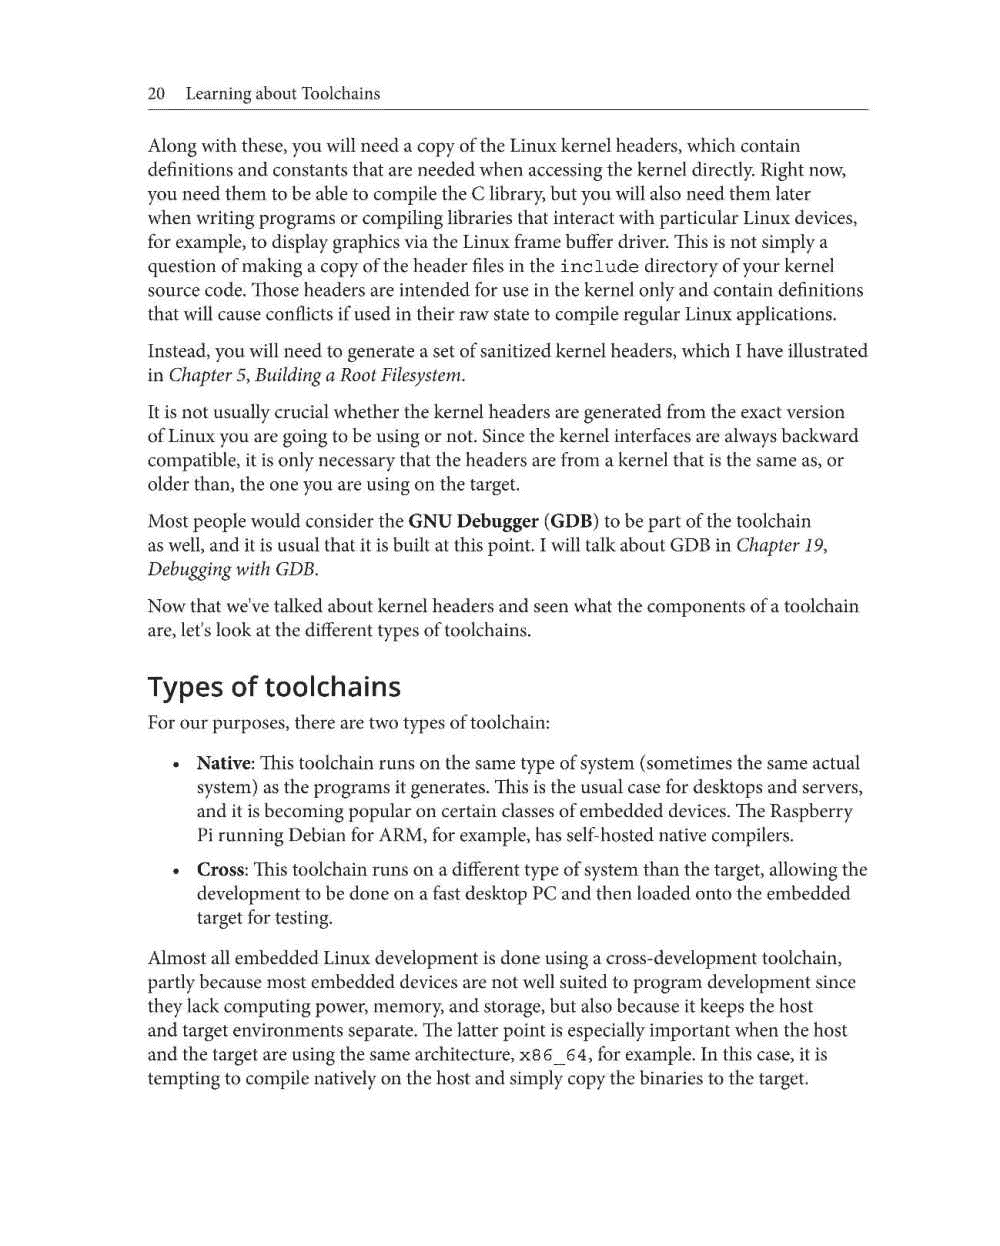 20 Learning about Toolchains
Along with these, you will need a copy of the Linux kernel headers, which contain
definitions and constants that are needed when accessing the kernel directly. Right now,
you need them to be able to compile the C library, but you will also need them later
when writing programs or compiling libraries that interact with particular Linux devices,
for example, to display graphics via the Linux frame buffer driver. This is not simply a
question of making a copy of the header files in the include directory of your kernel
source code. Those headers are intended for use in the kernel only and contain definitions
that will cause conflicts if used in their raw state to compile regular Linux applications.
Instead, you will need to generate a set of sanitized kernel headers, which I have illustrated
in Chapter 5, Building a Root Filesystem.
It is not usually crucial whether the kernel headers are generated from the exact version
of Linux you are going to be using or not. Since the kernel interfaces are always backward
compatible, it is only necessary that the headers are from a kernel that is the same as, or
older than, the one you are using on the target.
Most people would consider the GNU Debugger (GDB) to be part of the toolchain
as well, and it is usual that it is built at this point. I will talk about GDB in Chapter 19,
Debugging with GDB.
Now that we've talked about kernel headers and seen what the components of a toolchain
are, let's look at the different types of toolchains.
Types of toolchains
For our purposes, there are two types of toolchain:
• Native: This toolchain runs on the same type of system (sometimes the same actual
system) as the programs it generates. This is the usual case for desktops and servers,
and it is becoming popular on certain classes of embedded devices. The Raspberry
Pi running Debian for ARM, for example, has self-hosted native compilers.
• Cross: This toolchain runs on a different type of system than the target, allowing the
development to be done on a fast desktop PC and then loaded onto the embedded
target for testing.
Almost all embedded Linux development is done using a cross-development toolchain,
partly because most embedded devices are not well suited to program development since
they lack computing power, memory, and storage, but also because it keeps the host
and target environments separate. The latter point is especially important when the host
and the target are using the same architecture, x86_64, for example. In this case, it is
tempting to compile natively on the host and simply copy the binaries to the target.